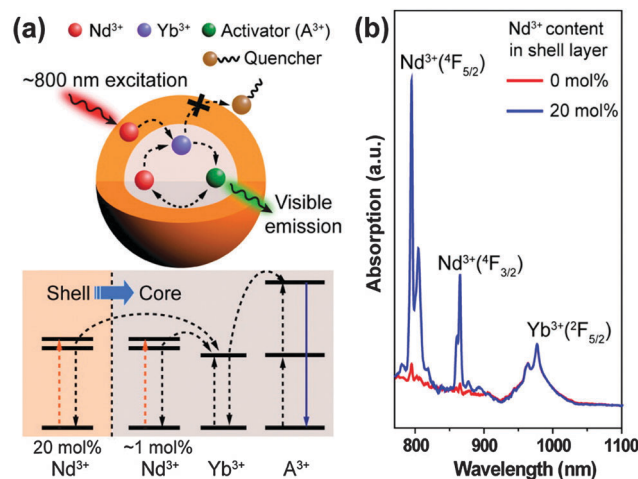 (a)
Nd³⁺ Yb³⁺ Activator (A³⁺)
Quencher
~800 nm excitation
Visible
emission
Shell Core
20 mol% ~1 mol%
Nd³⁺ Nd³⁺ Yb³⁺ A³⁺
(b)
Nd³⁺ content
in shell layer
0 mol%
20 mol%
Nd³⁺(⁴F5/2)
Nd³⁺(⁴F3/2)
Yb³⁺(²F5/2)
Absorption (a.u.)
800 900 1000 1100
Wavelength (nm)